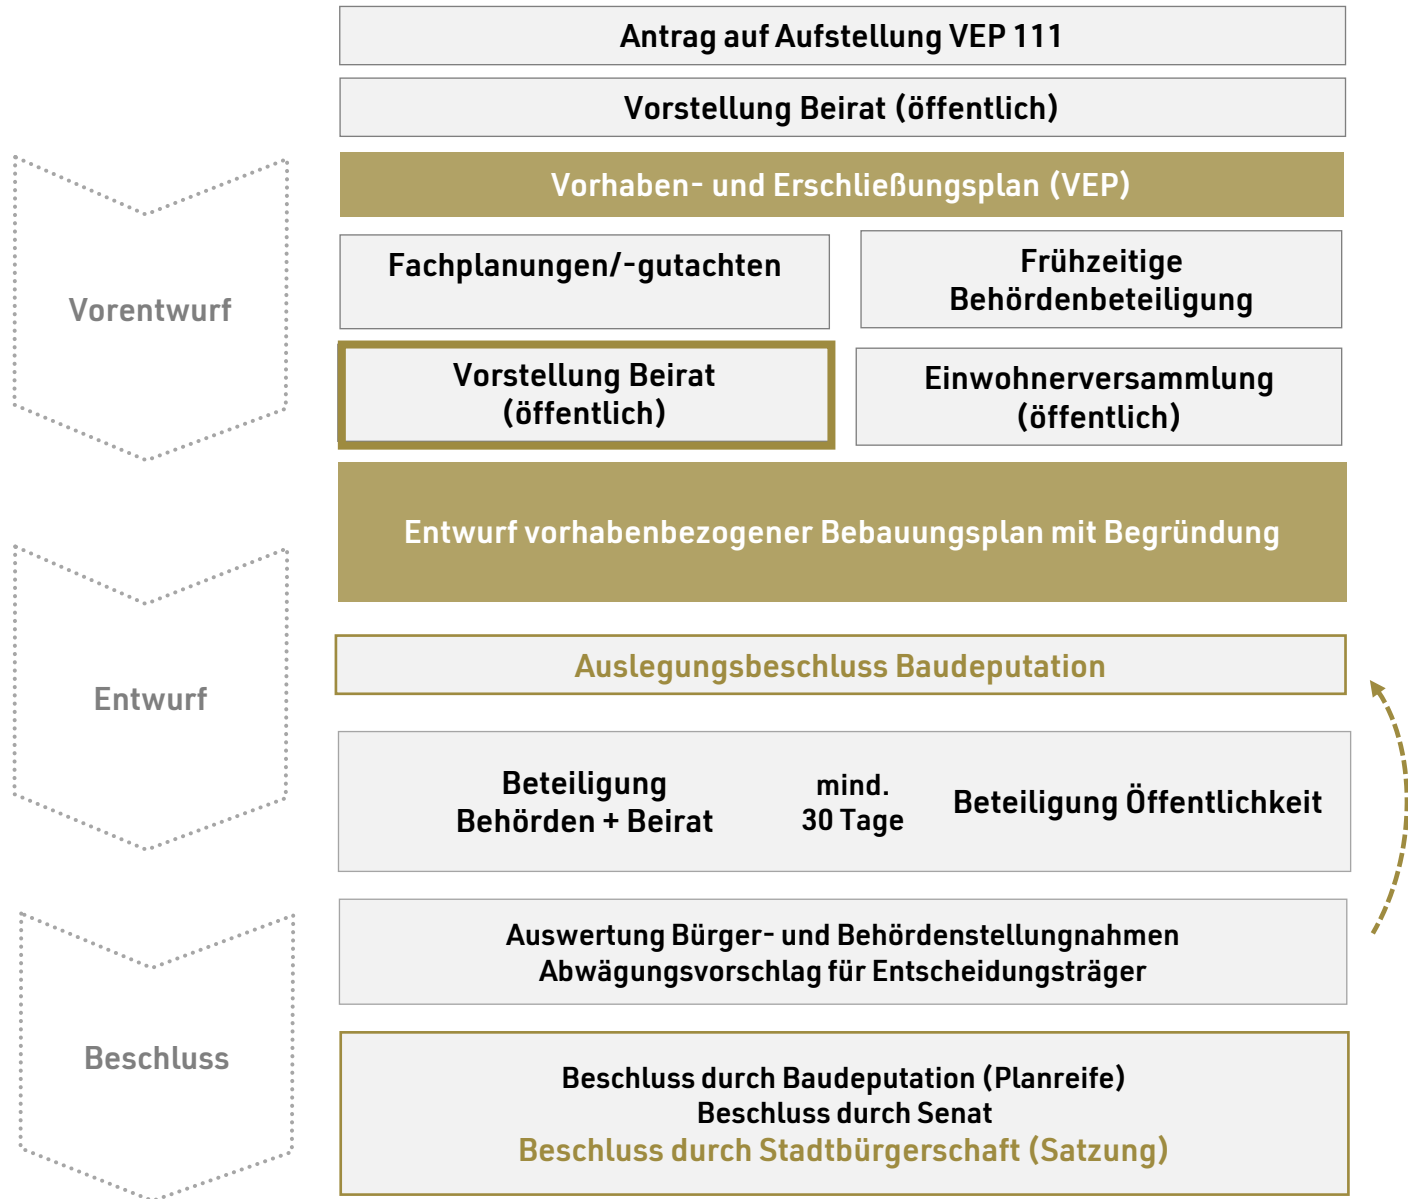 Antrag auf Aufstellung VEP 111
Vorstellung Beirat (öffentlich)
Vorhaben- und Erschließungsplan (VEP)
Vorentwurf
Fachplanungen/-gutachten
Frühzeitige
Behördenbeteiligung
Vorstellung Beirat
(öffentlich)
Einwohnerversammlung
(öffentlich)
Entwurf vorhabenbezogener Bebauungsplan mit Begründung
Entwurf
Auslegungsbeschluss Baudeputation
Beteiligung
Behörden + Beirat
mind.
30 Tage
Beteiligung Öffentlichkeit
Auswertung Bürger- und Behördenstellungnahmen
Abwägungsvorschlag für Entscheidungsträger
Beschluss
Beschluss durch Baudeputation (Planreife)
Beschluss durch Senat
Beschluss durch Stadtbürgerschaft (Satzung)